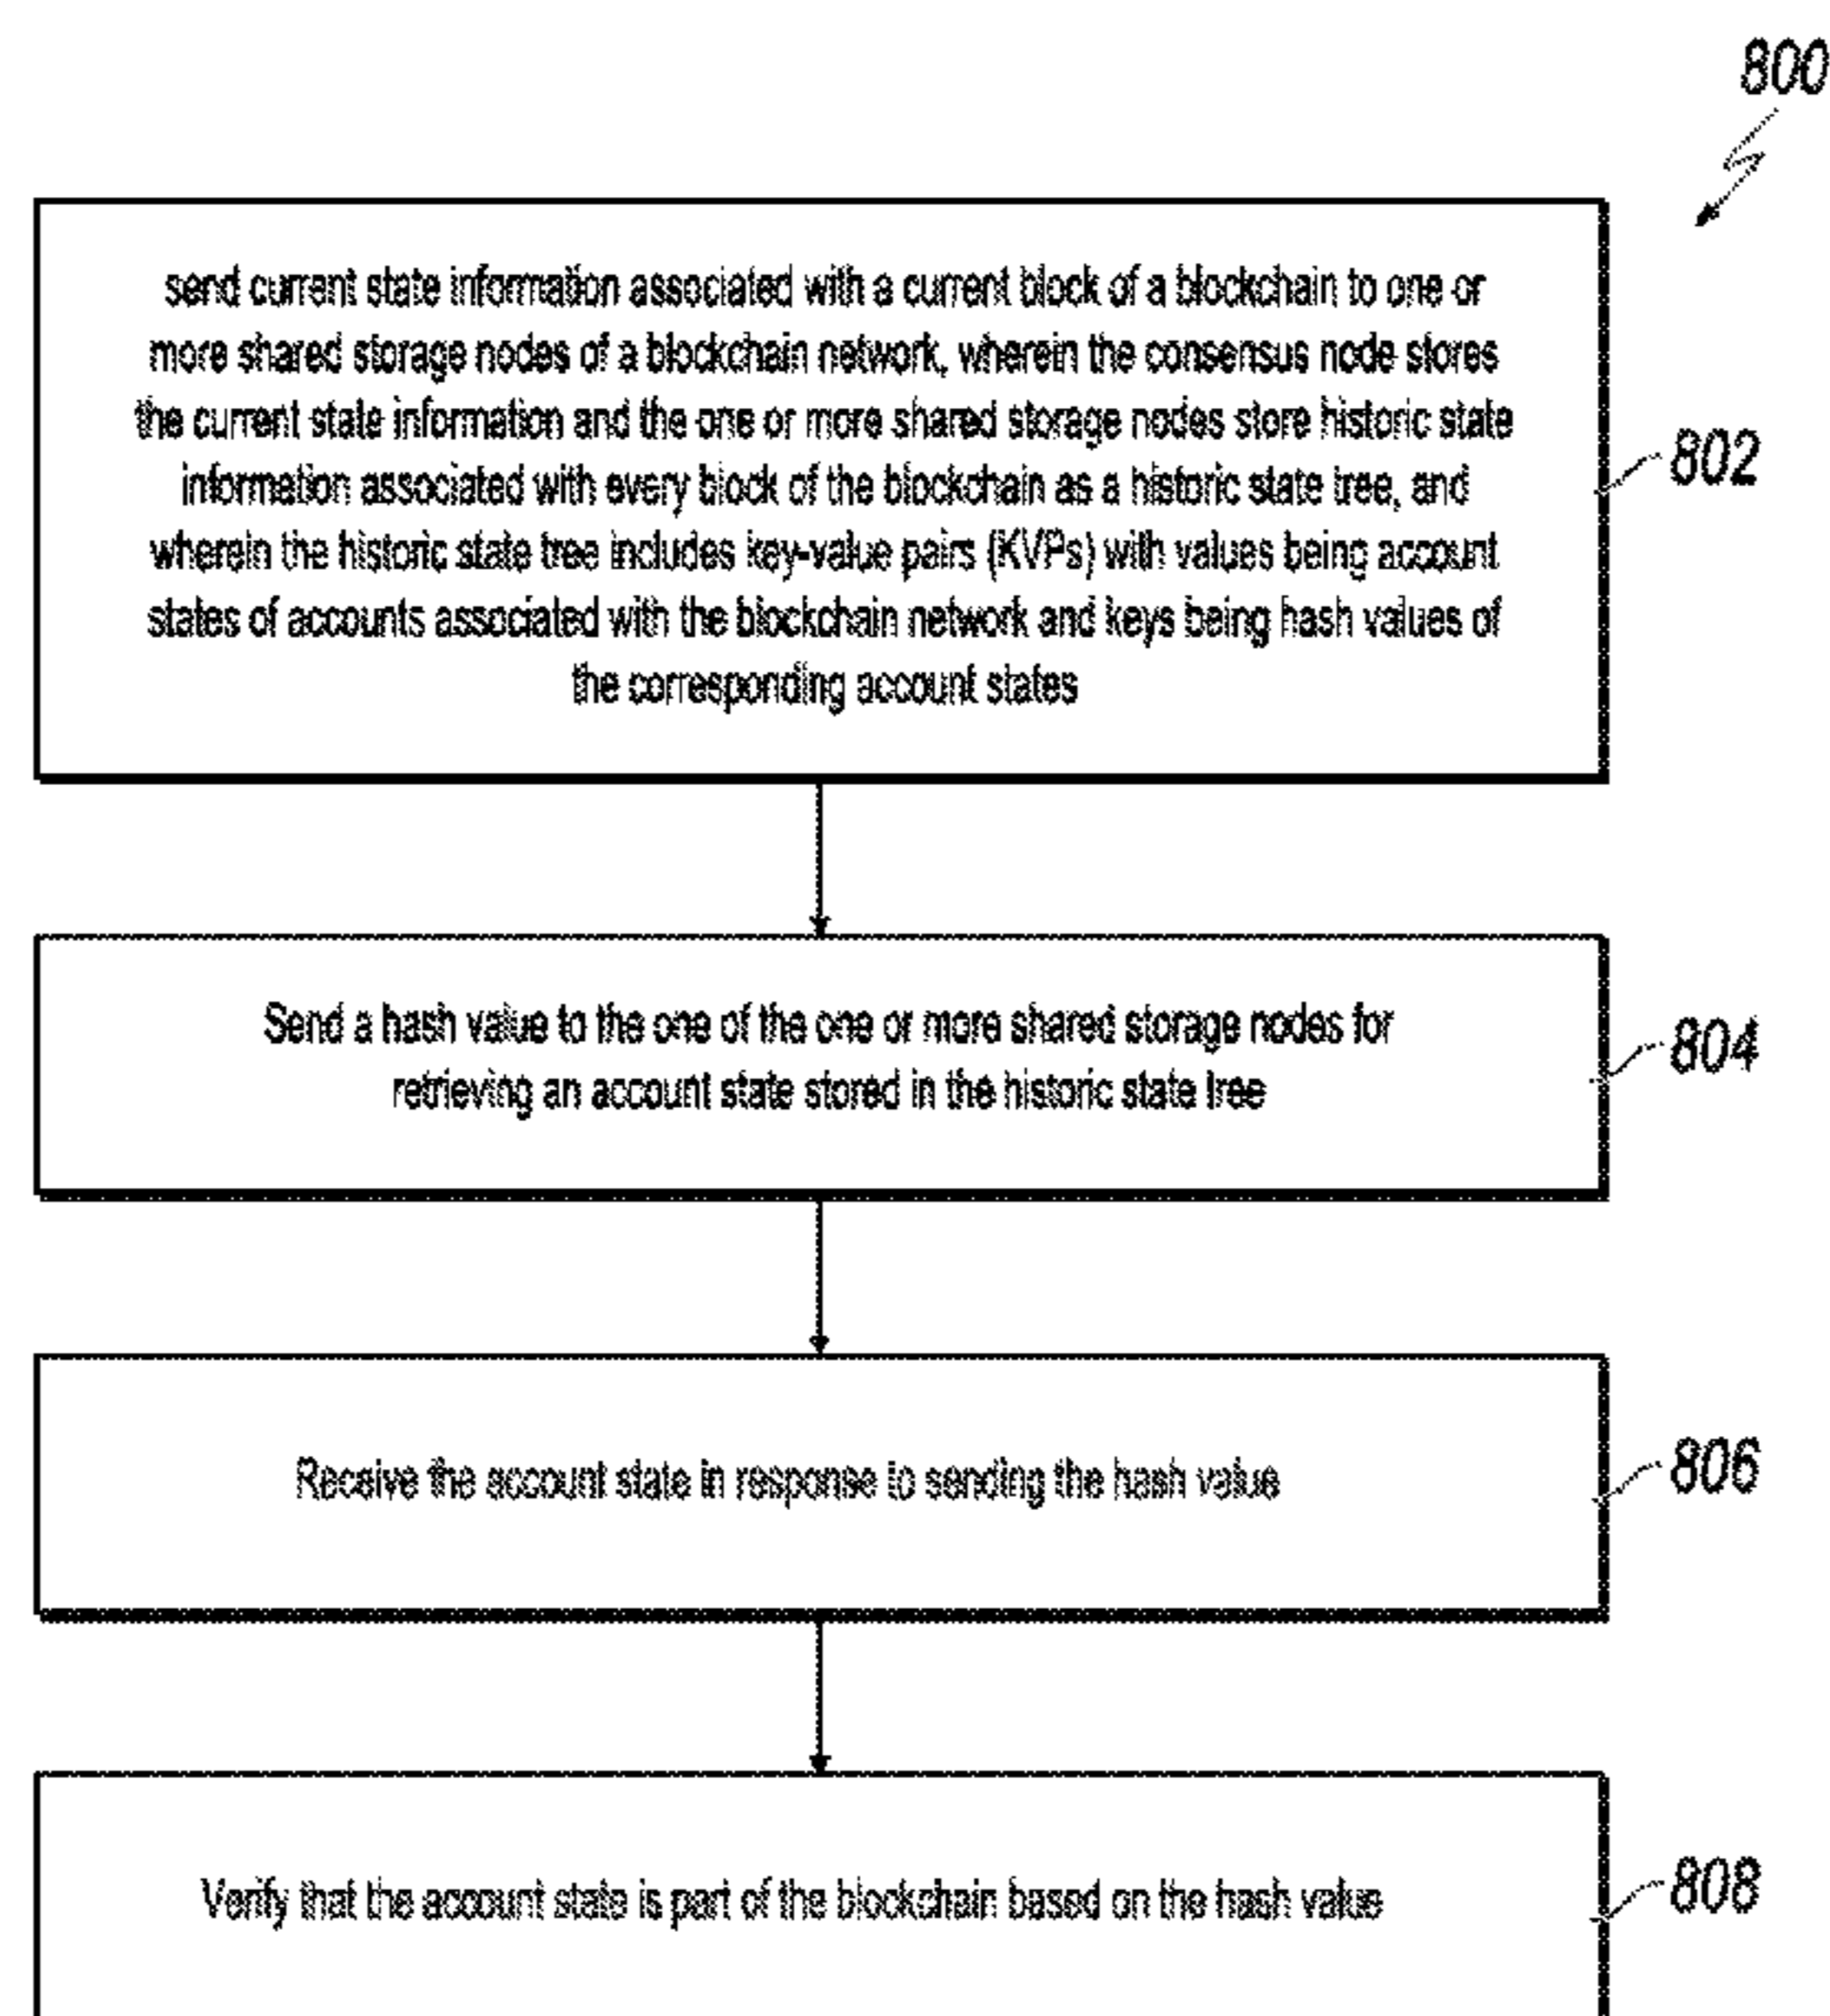 800
send current state information associated with a current block of a blockchain to one or
more shared storage nodes of a blockchain network, wherein the consensus node stores
the current state information and the one or more shared storage nodes store historic state
information associated with every block of the blockchain as a historic state tree, and
wherein the historic state tree includes key-value pairs (KVPs) with values being account
states of accounts associated with the blockchain network and keys being hash values of
the corresponding account states
802
Send a hash value to the one of the one or more shared storage nodes for
retrieving an account state stored in the historic state tree
804
Receive the account state in response to sending the hash value
806
Verify that the account state is part of the blockchain based on the hash value
808